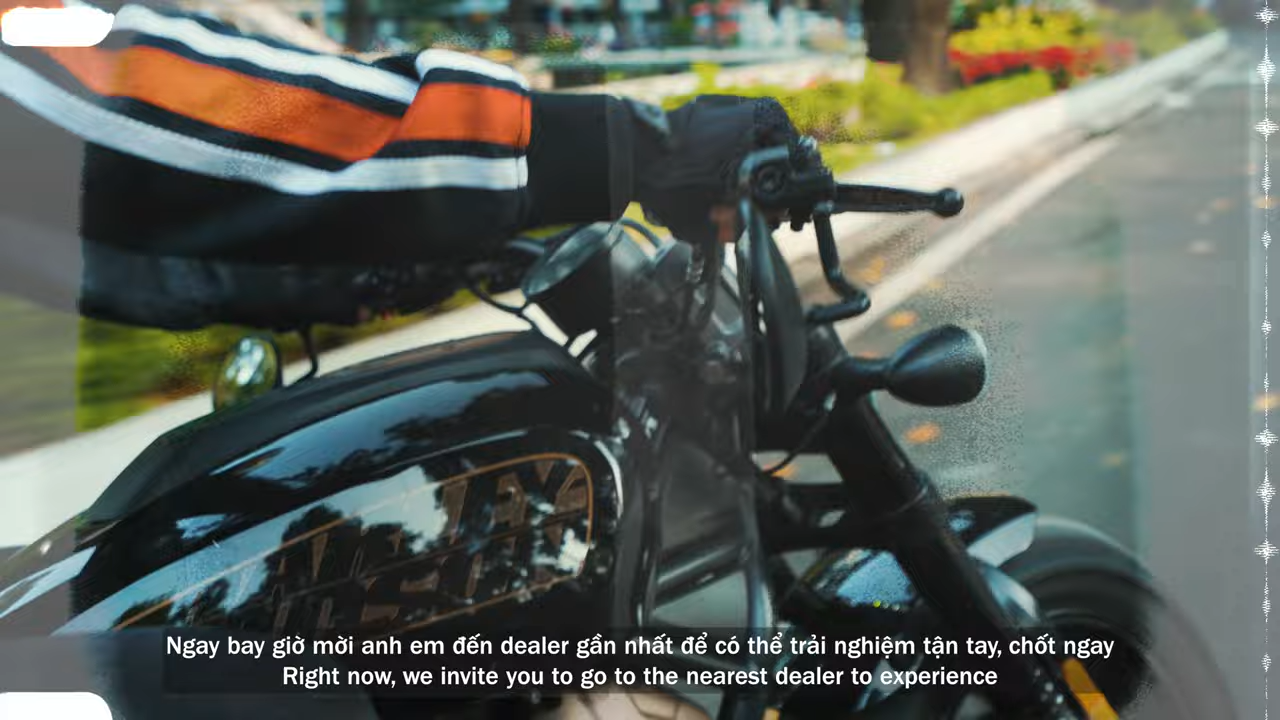 Ngay bay giờ mời anh em đến dealer gần nhất để có thể trải nghiệm tận tay, chốt ngay
Right now, we invite you to go to the nearest dealer to experience